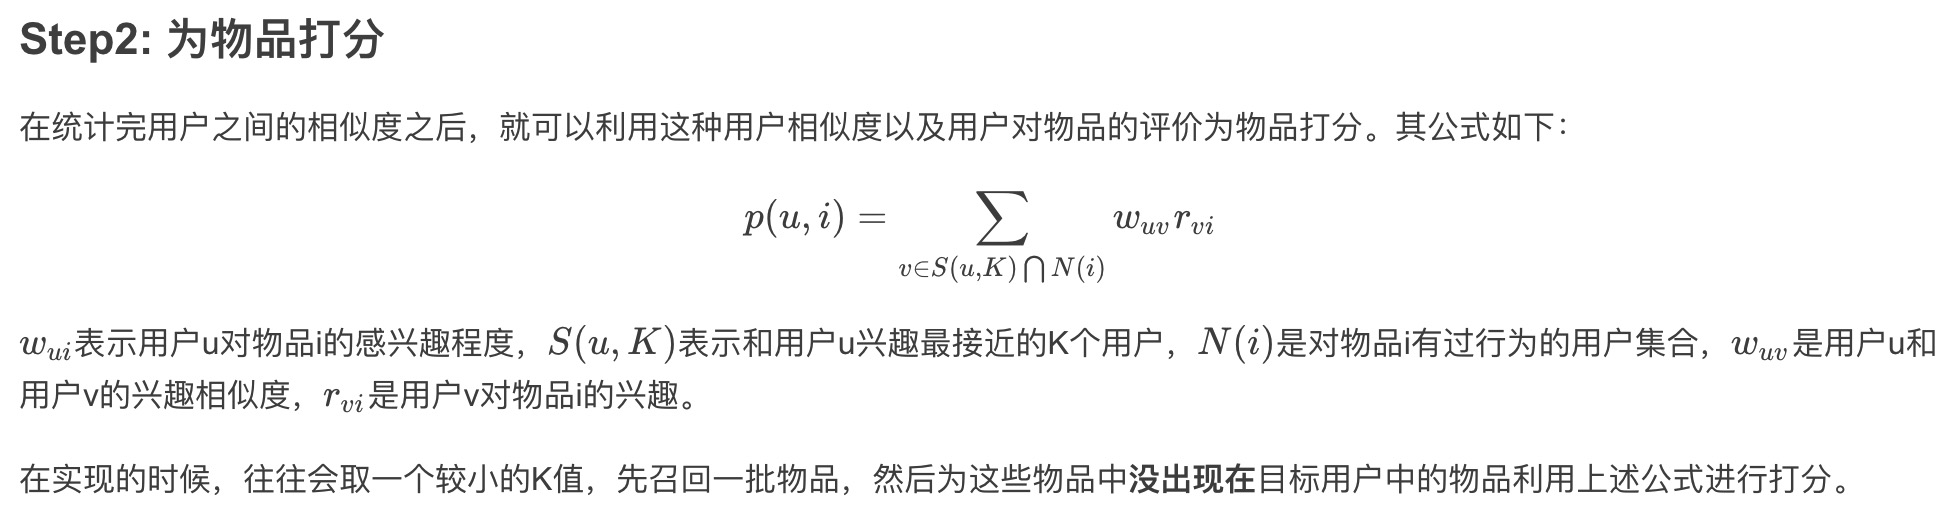 Step2: 为物品打分
在统计完用户之间的相似度之后，就可以利用这种用户相似度以及用户对物品的评价为物品打分。其公式如下：
p(u, i) = ∑_{v∈S(u,K)⋂N(i)} w_{uv} r_{vi}
w_{ui}表示用户u对物品i的感兴趣程度，S(u, K)表示和用户u兴趣最接近的K个用户，N(i)是对物品i有过行为的用户集合，w_{uv}是用户u和
用户v的兴趣相似度，r_{vi}是用户v对物品i的兴趣。
在实现的时候，往往会取一个较小的K值，先召回一批物品，然后为这些物品中没出现在目标用户中的物品利用上述公式进行打分。